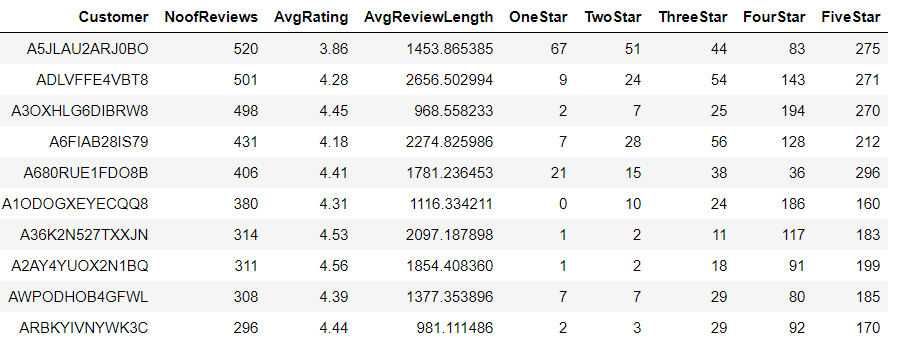 Customer NoofReviews AvgRating AvgReviewLength OneStar TwoStar ThreeStar FourStar FiveStar
A5JLAU2ARJ0BO 520 3.86 1453.865385 67 51 44 83 275
ADLVFFE4VBT8 501 4.28 2656.502994 9 24 54 143 271
A3OXHLG6DIBRW8 498 4.45 968.558233 2 7 25 194 270
A6FIAB28IS79 431 4.18 2274.825986 7 28 56 128 212
A680RUE1FDO8B 406 4.41 1781.236453 21 15 38 36 296
A1ODOGXEYECQQ8 380 4.31 1116.334211 0 10 24 186 160
A36K2N527TXXJN 314 4.53 2097.187898 1 2 11 117 183
A2AY4YUOX2N1BQ 311 4.56 1854.408360 1 2 18 91 199
AWPODHOB4GFWL 308 4.39 1377.353896 7 7 29 80 185
ARBKYIVNYWK3C 296 4.44 981.111486 2 3 29 92 170